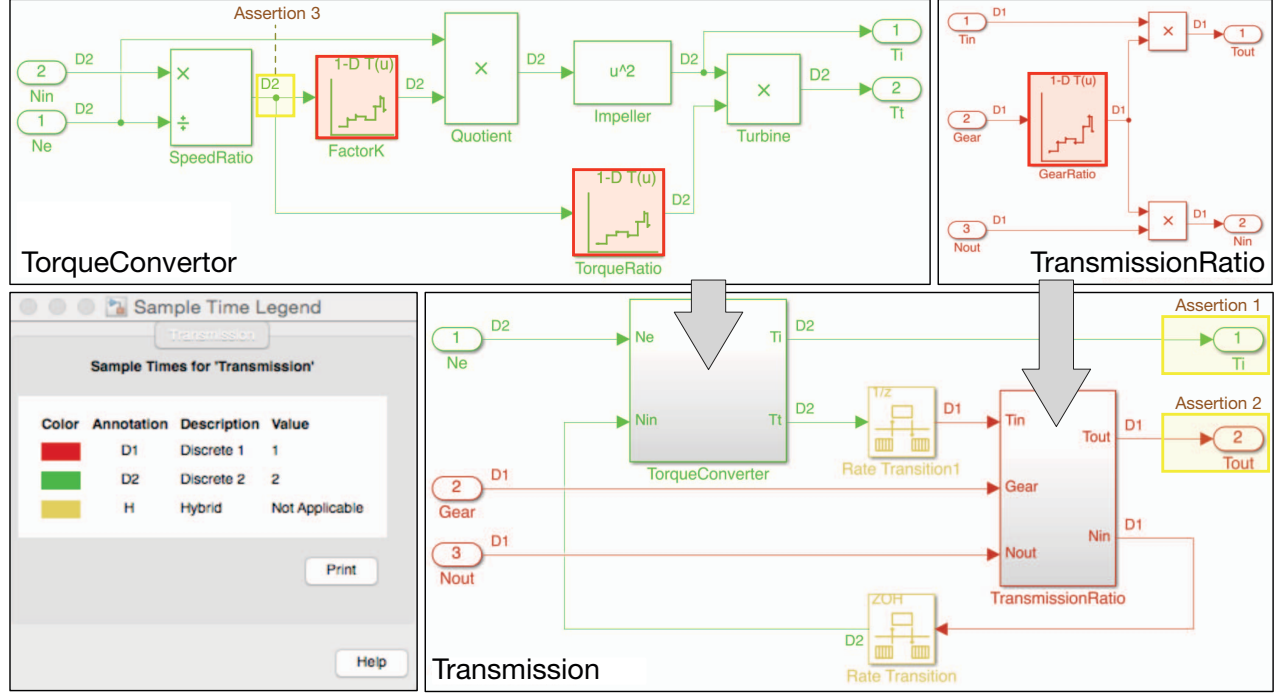 Assertion 3
D2
2
Nin
D2
1
Ne
×
÷
SpeedRatio
D2
1-D T(u)
FactorK
D2
×
Quotient
D2
u^2
Impeller
D2
1-D T(u)
TorqueRatio
D2
×
Turbine
D2
1
Ti
2
Tt
TorqueConvertor
1
Tin
D1
2
Gear
D1
1-D T(u)
GearRatio
D1
3
Nout
D1
×
D1
1
Tout
×
D1
2
Nin
TransmissionRatio
Sample Time Legend
Transmission
Sample Times for 'Transmission'
Color Annotation Description Value
D1 Discrete 1 1
D2 Discrete 2 2
H Hybrid Not Applicable
Print
Help
1
Ne
D2
Ne
Ti
Nin
Tt
TorqueConverter
D2
D2
1/z
Rate Transition1
D1
2
Gear
D1
3
Nout
D1
Tin
Tout
Gear
Nin
Nout
TransmissionRatio
D1
D1
Assertion 1
1
Ti
Assertion 2
2
Tout
ZOH
D2
Rate Transition
Transmission